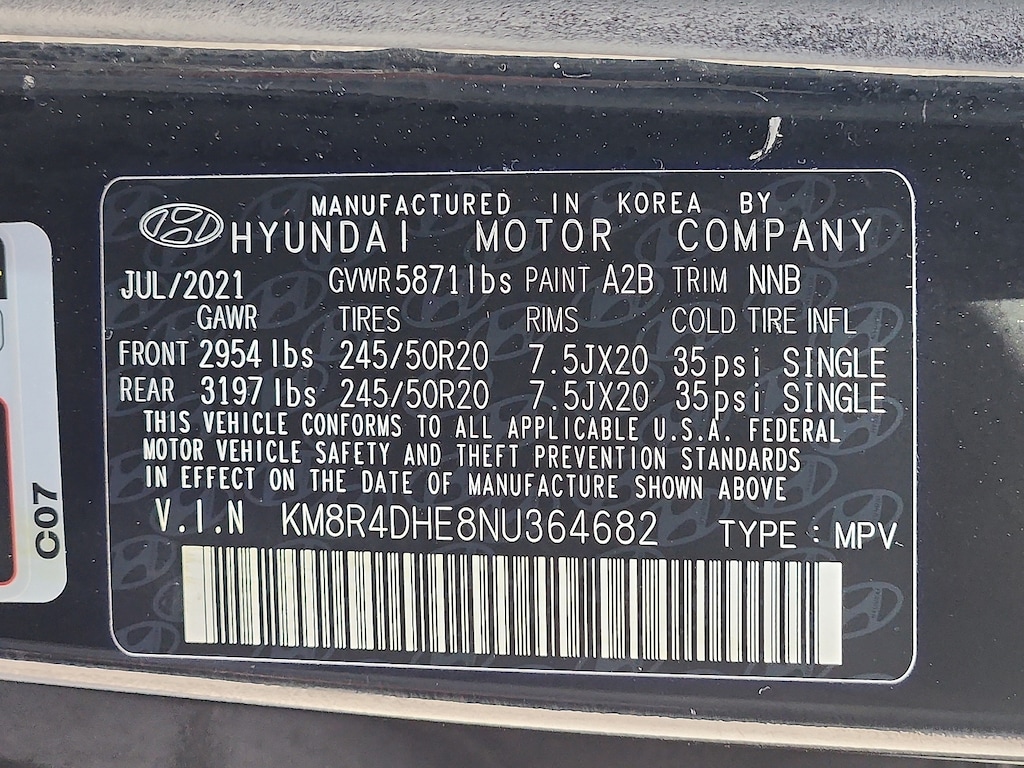 MANUFACTURED IN KOREA BY
HYUNDAI MOTOR COMPANY
JUL/2021 GVWR 5871 lbs PAINT A2B TRIM NNB
GAWR TIRES RIMS COLD TIRE INFL
FRONT 2954 lbs 245/50R20 7.5JX20 35psi SINGLE
REAR 3197 lbs 245/50R20 7.5JX20 35psi SINGLE
THIS VEHICLE CONFORMS TO ALL APPLICABLE U.S.A. FEDERAL
MOTOR VEHICLE SAFETY AND THEFT PREVENTION STANDARDS
IN EFFECT ON THE DATE OF MANUFACTURE SHOWN ABOVE
V.I.N KM8R4DHE8NU364682 TYPE : MPV
C07